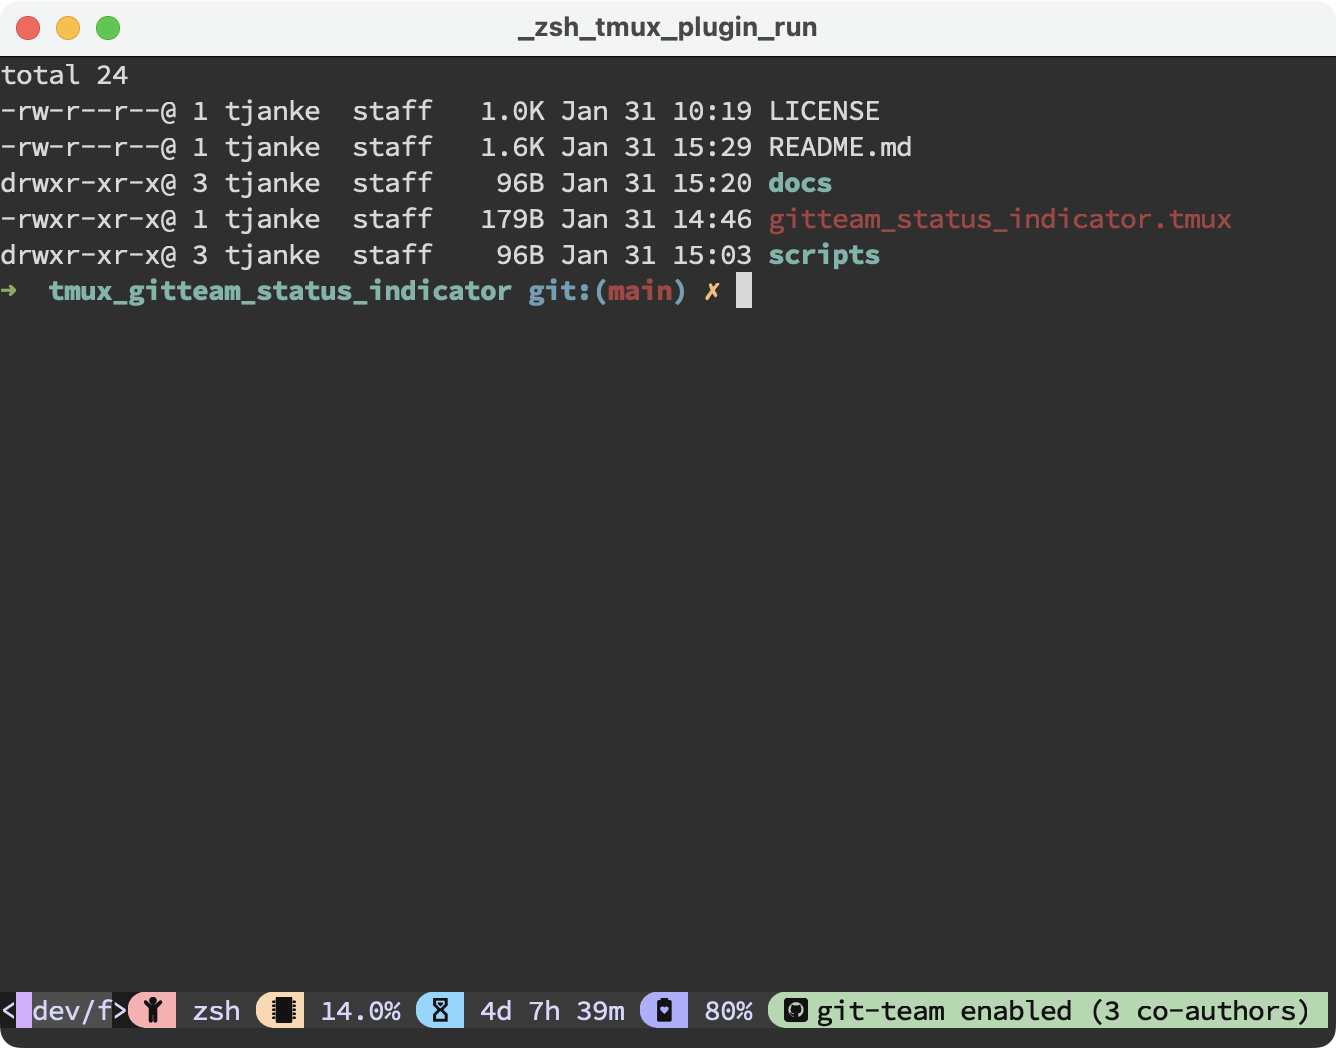 _zsh_tmux_plugin_run
total 24
-rw-r--r--@ 1 tjanke  staff   1.0K Jan 31 10:19 LICENSE
-rw-r--r--@ 1 tjanke  staff   1.6K Jan 31 15:29 README.md
drwxr-xr-x@ 3 tjanke  staff    96B Jan 31 15:20 docs
-rwxr-xr-x@ 1 tjanke  staff   179B Jan 31 14:46 gitteam_status_indicator.tmux
drwxr-xr-x@ 3 tjanke  staff    96B Jan 31 15:03 scripts
➜  tmux_gitteam_status_indicator git:(main) ✗
< dev/f> zsh 14.0% 4d 7h 39m 80% git-team enabled (3 co-authors)